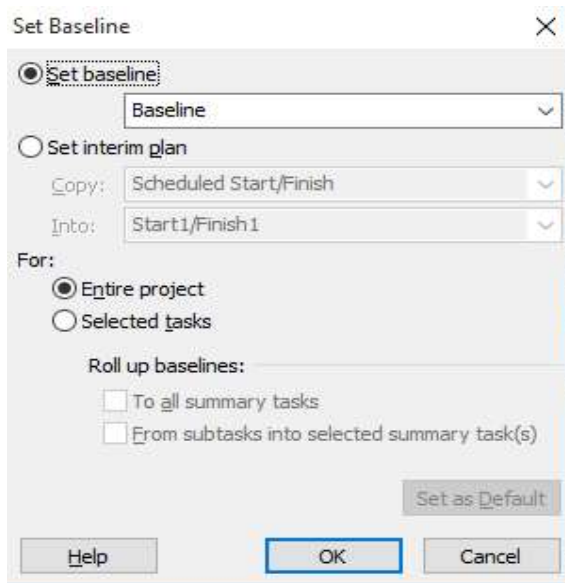 Set Baseline
Set baseline
Baseline
Set interim plan
Copy: Scheduled Start/Finish
Into: Start1/Finish1
For:
Entire project
Selected tasks
Roll up baselines:
To all summary tasks
From subtasks into selected summary task(s)
Set as Default
Help OK Cancel